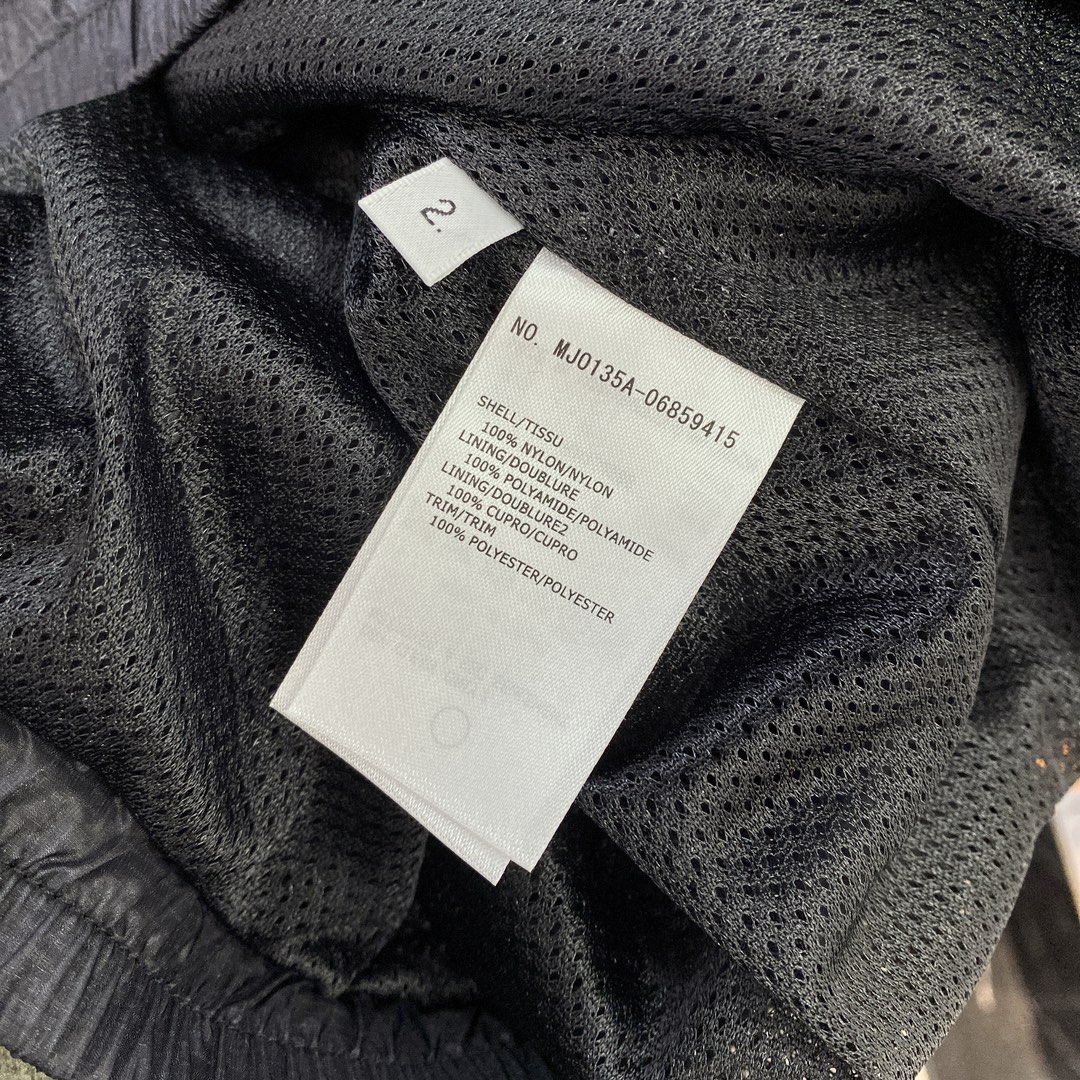 2.
NO. MJ0135A-06859415
SHELL/TISSU
100% NYLON/NYLON
LINING/DOUBLURE
100% POLYAMIDE/POLYAMIDE
LINING/DOUBLURE2
100% CUPRO/CUPRO
TRIM/TRIM
100% POLYESTER/POLYESTER